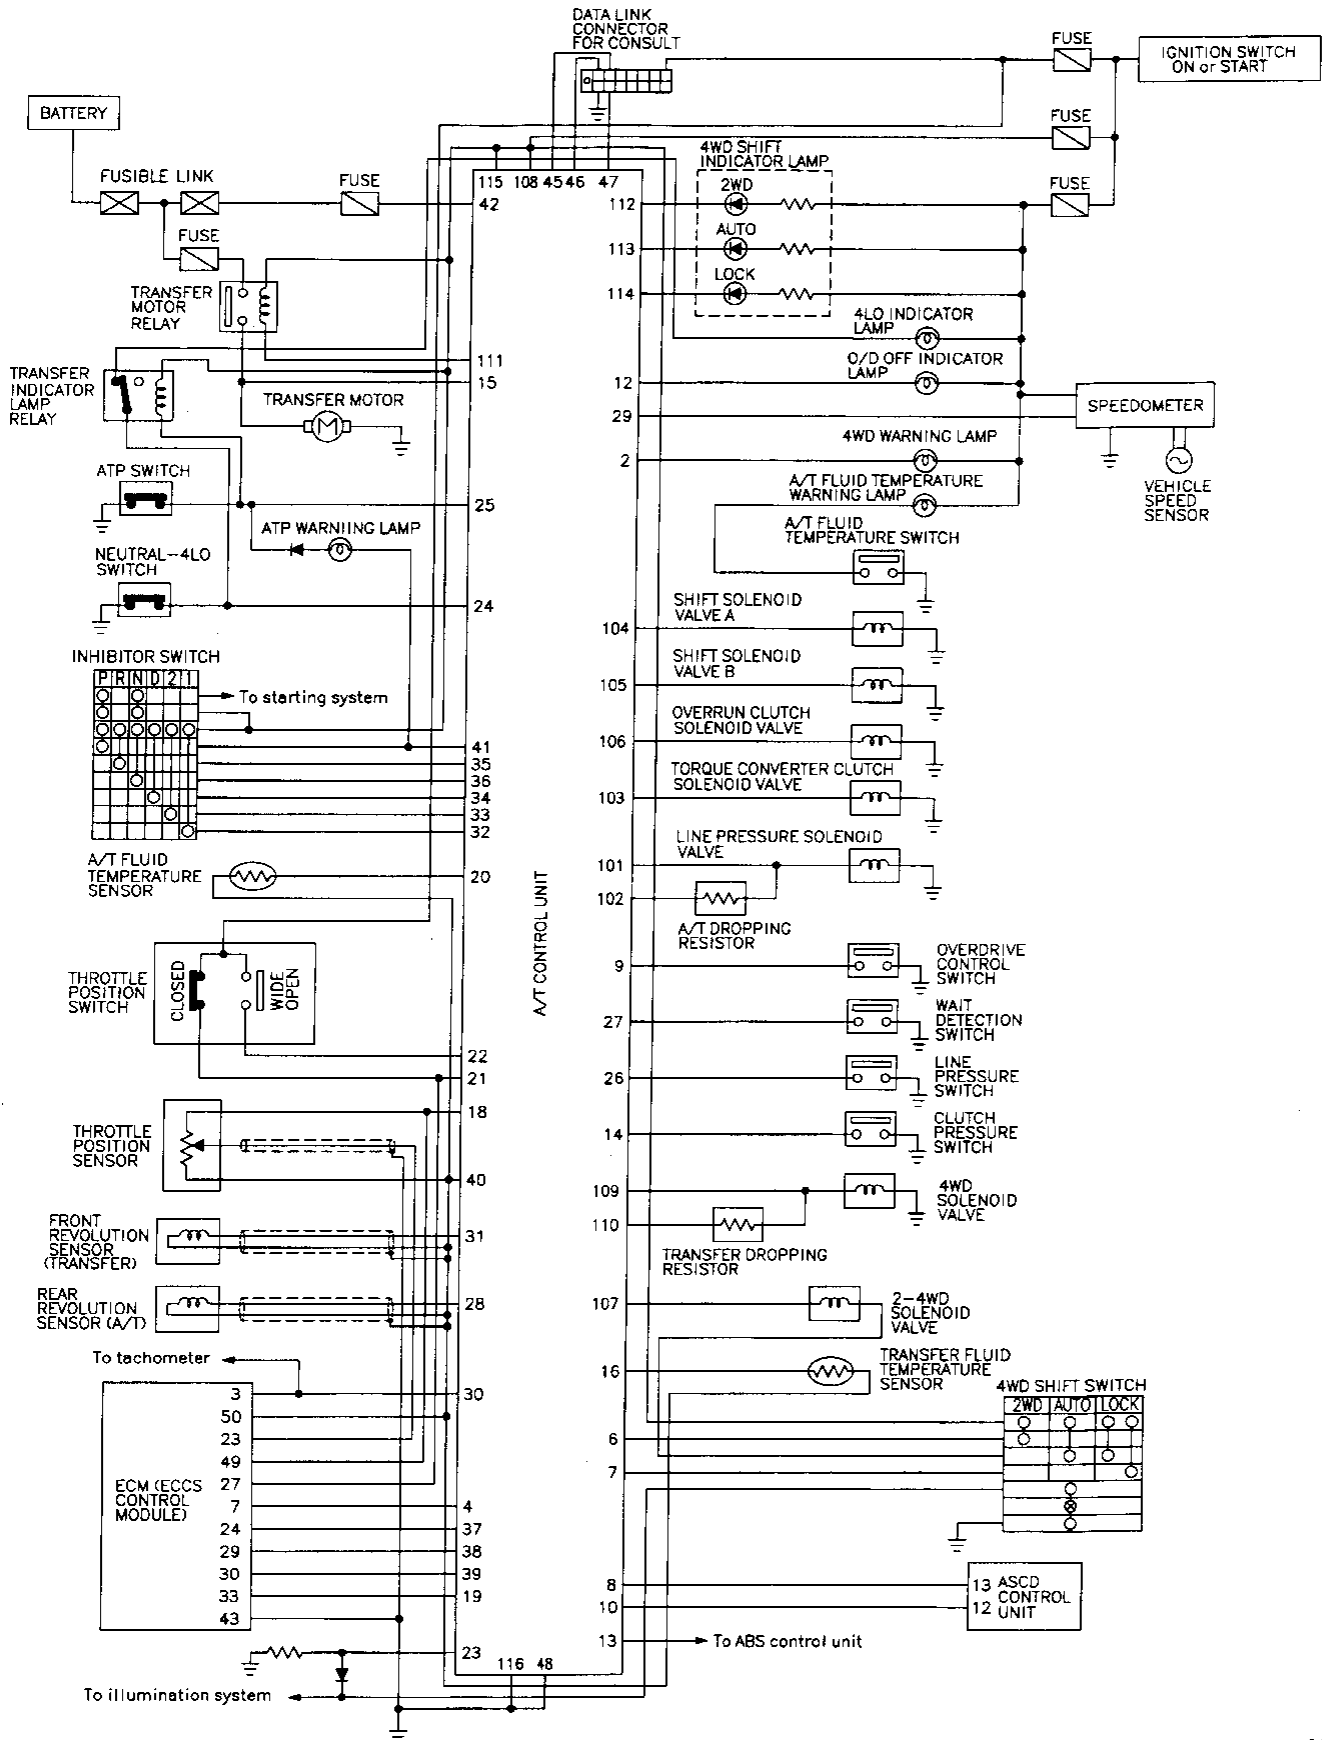 DATA LINK
CONNECTOR
FOR CONSULT
FUSE
IGNITION SWITCH
ON or START
BATTERY
FUSE
4WD SHIFT
INDICATOR LAMP
FUSIBLE LINK
FUSE
115 108 45 46 47
2WD
FUSE
42
112
FUSE
AUTO
113
TRANSFER
MOTOR
RELAY
LOCK
114
4LO INDICATOR
LAMP
111
O/D OFF INDICATOR
LAMP
TRANSFER
INDICATOR
LAMP
RELAY
15
12
TRANSFER MOTOR
M
29
SPEEDOMETER
4WD WARNING LAMP
2
ATP SWITCH
A/T FLUID TEMPERATURE
WARNING LAMP
VEHICLE
SPEED
SENSOR
25
ATP WARNIING LAMP
A/T FLUID
TEMPERATURE SWITCH
NEUTRAL-4LO
SWITCH
24
SHIFT SOLENOID
VALVE A
104
INHIBITOR SWITCH
P R N D 2 1
To starting system
SHIFT SOLENOID
VALVE B
105
OVERRUN CLUTCH
SOLENOID VALVE
106
41
35
36
34
33
32
TORQUE CONVERTER CLUTCH
SOLENOID VALVE
103
LINE PRESSURE SOLENOID
VALVE
101
A/T FLUID
TEMPERATURE
SENSOR
20
102
A/T DROPPING
RESISTOR
A/T CONTROL UNIT
THROTTLE
POSITION
SWITCH
CLOSED
WIDE
OPEN
9
OVERDRIVE
CONTROL
SWITCH
27
WAIT
DETECTION
SWITCH
22
21
26
LINE
PRESSURE
SWITCH
18
THROTTLE
POSITION
SENSOR
14
CLUTCH
PRESSURE
SWITCH
40
109
4WD
SOLENOID
VALVE
110
TRANSFER DROPPING
RESISTOR
FRONT
REVOLUTION
SENSOR
(TRANSFER)
31
REAR
REVOLUTION
SENSOR (A/T)
28
107
2-4WD
SOLENOID
VALVE
To tachometer
16
TRANSFER FLUID
TEMPERATURE
SENSOR
4WD SHIFT SWITCH
2WD AUTO LOCK
3 30
50
23
49
27
7 4
24 37
29 38
30 39
33 19
43
ECM (ECCS
CONTROL
MODULE)
6
7
8 13
10 12
ASCD
CONTROL
UNIT
13 To ABS control unit
23
116 48
To illumination system